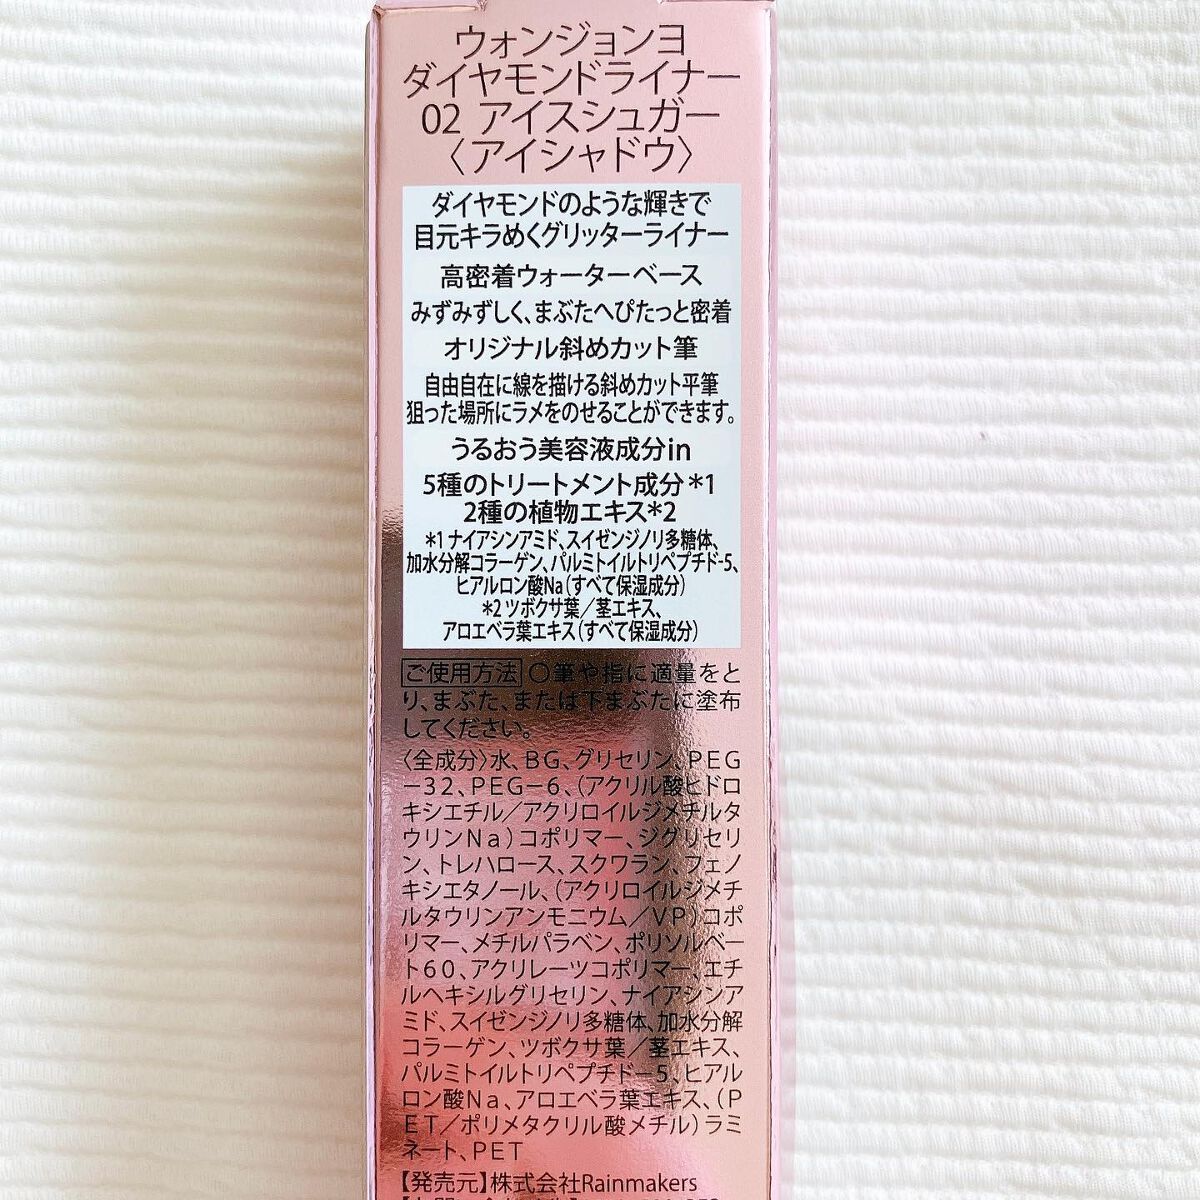 ウォンジョンヨ
ダイヤモンドライナー
02 アイスシュガー
〈アイシャドウ〉
ダイヤモンドのような輝きで
目元キラめくグリッターライナー
高密着ウォーターベース
みずみずしく、まぶたへぴたっと密着
オリジナル斜めカット筆
自由自在に線を描ける斜めカット平筆
狙った場所にラメをのせることができます。
うるおう美容液成分in
5種のトリートメント成分*1
2種の植物エキス*2
*1 ナイアシンアミド、スイゼンジノリ多糖体、
加水分解コラーゲン、パルミトイルトリペプチド-5、
ヒアルロン酸Na(すべて保湿成分)
*2 ツボクサ葉/茎エキス、
アロエベラ葉エキス(すべて保湿成分)
ご使用方法 〇筆や指に適量をと
り、まぶた、または下まぶたに塗布
してください。
〈全成分〉水、BG、グリセリン、PEG
-32、PEG-6、(アクリル酸ヒドロ
キシエチル/アクリロイルジメチルタ
ウリンNa)コポリマー、ジグリセリ
ン、トレハロース、スクワラン、フェノ
キシエタノール、(アクリロイルジメチ
ルタウリンアンモニウム/VP)コポ
リマー、メチルパラベン、ポリソルベー
ト60、アクリレーツコポリマー、エチ
ルヘキシルグリセリン、ナイアシンア
ミド、スイゼンジノリ多糖体、加水分解
コラーゲン、ツボクサ葉/茎エキス、
パルミトイルトリペプチド-5、ヒアル
ロン酸Na、アロエベラ葉エキス、(P
ET/ポリメタクリル酸メチル)ラミ
ネート、PET
【発売元】株式会社Rainmakers